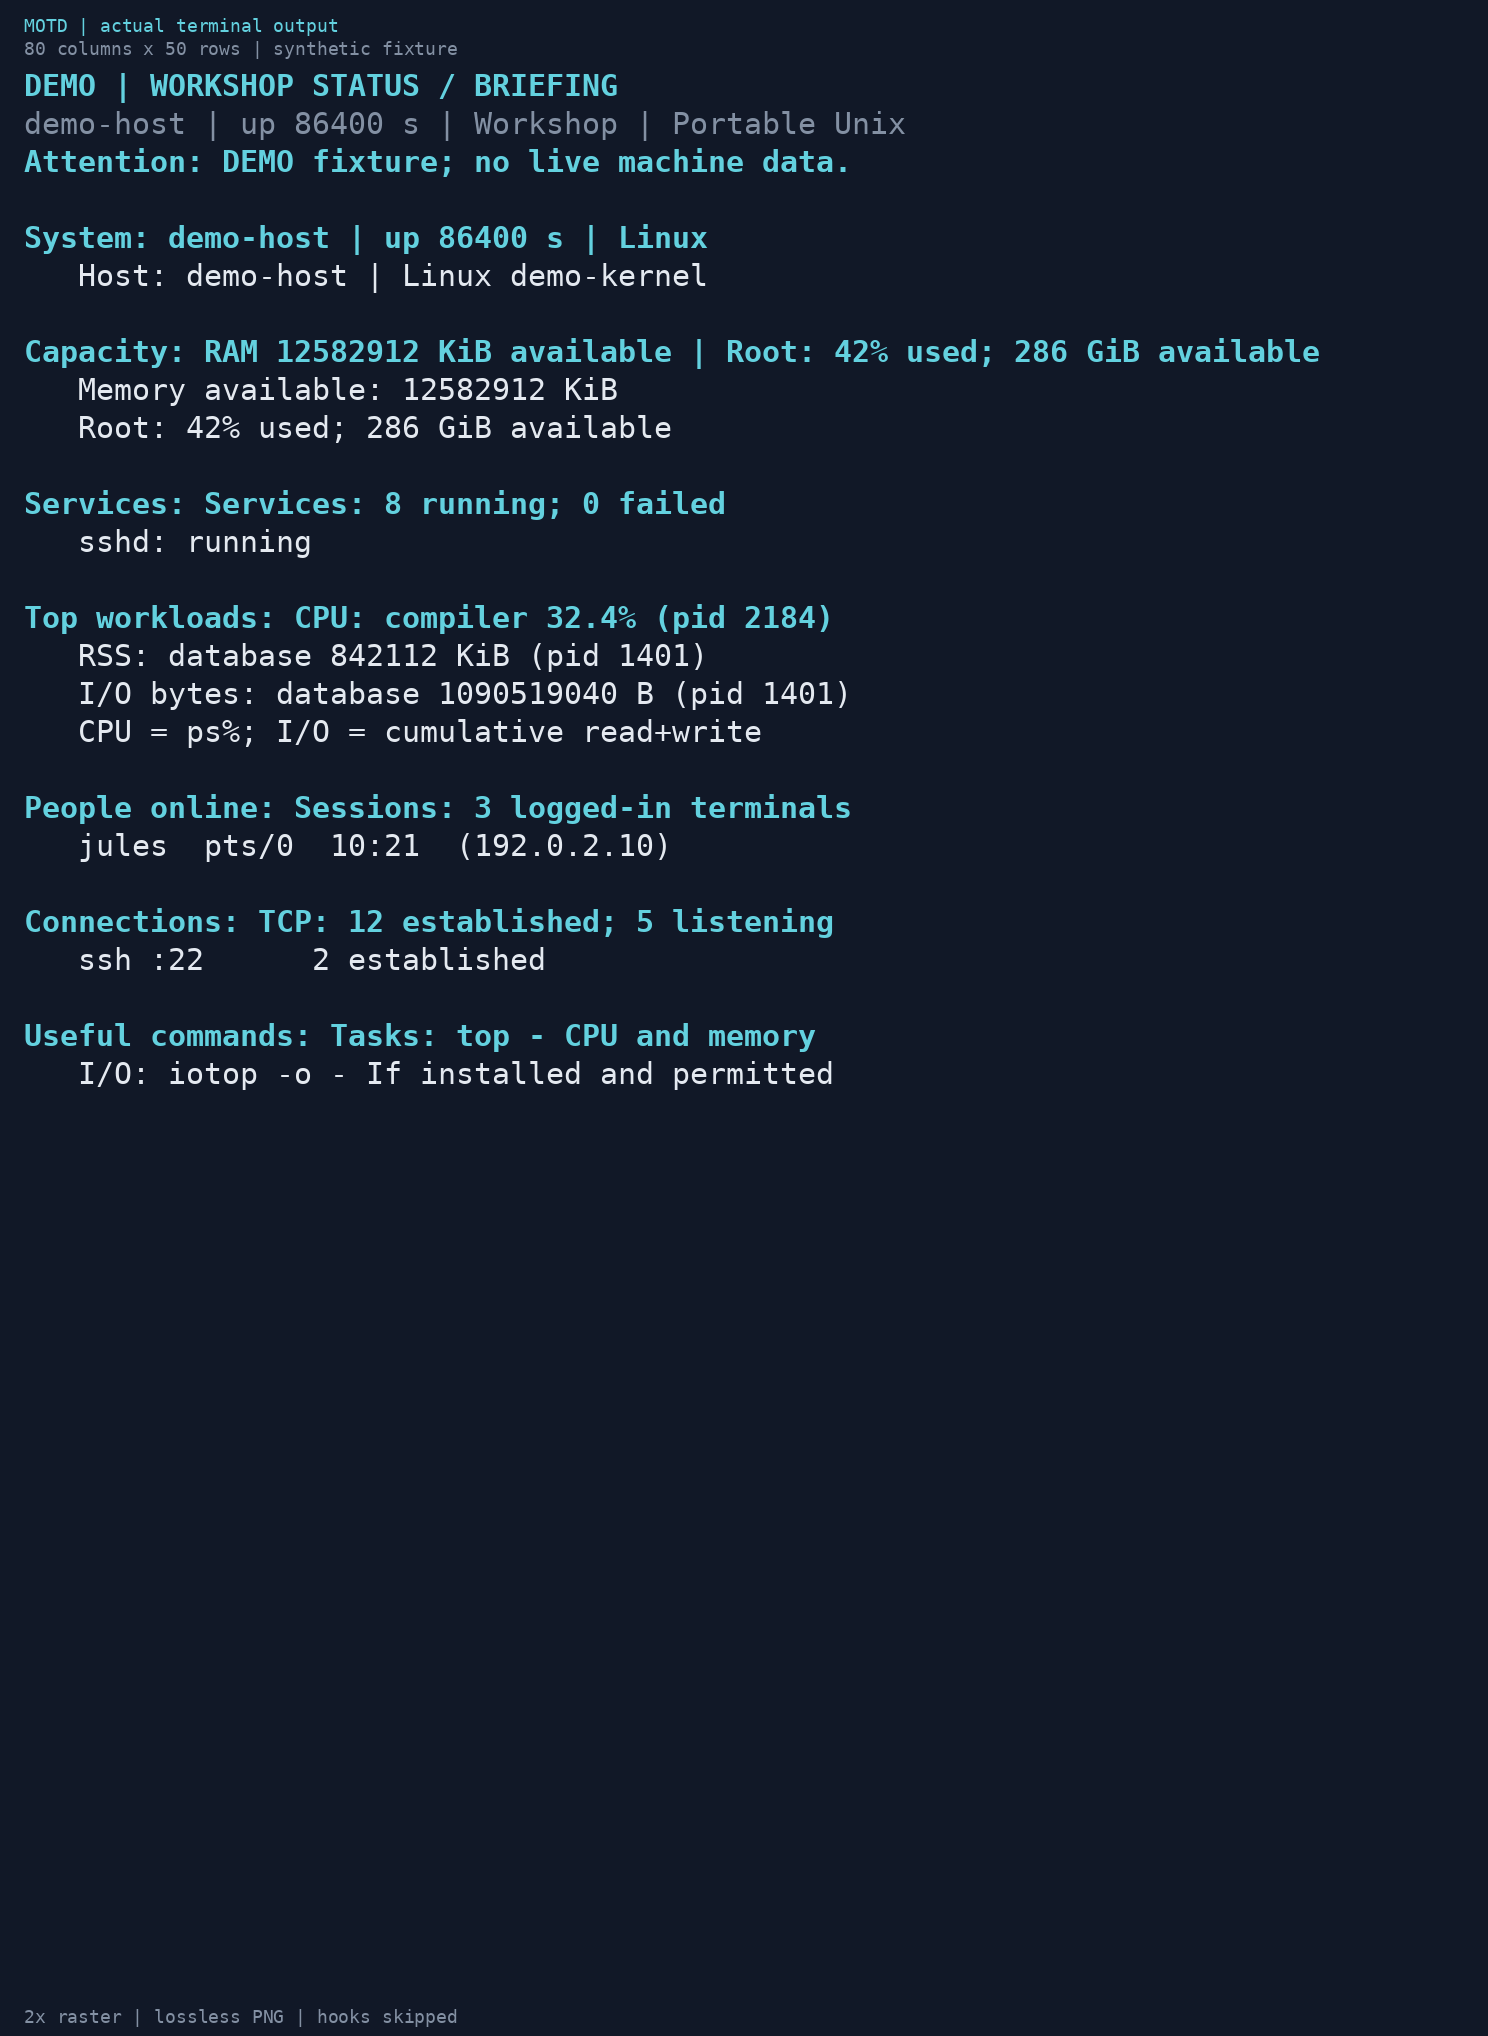 MOTD | actual terminal output
80 columns x 50 rows | synthetic fixture
DEMO | WORKSHOP STATUS / BRIEFING
demo-host | up 86400 s | Workshop | Portable Unix
Attention: DEMO fixture; no live machine data.
System: demo-host | up 86400 s | Linux
Host: demo-host | Linux demo-kernel
Capacity: RAM 12582912 KiB available | Root: 42% used; 286 GiB available
Memory available: 12582912 KiB
Root: 42% used; 286 GiB available
Services: Services: 8 running; 0 failed
sshd: running
Top workloads: CPU: compiler 32.4% (pid 2184)
RSS: database 842112 KiB (pid 1401)
I/O bytes: database 1090519040 B (pid 1401)
CPU = ps%; I/O = cumulative read+write
People online: Sessions: 3 logged-in terminals
jules  pts/0  10:21  (192.0.2.10)
Connections: TCP: 12 established; 5 listening
ssh :22      2 established
Useful commands: Tasks: top - CPU and memory
I/O: iotop -o - If installed and permitted
2x raster | lossless PNG | hooks skipped